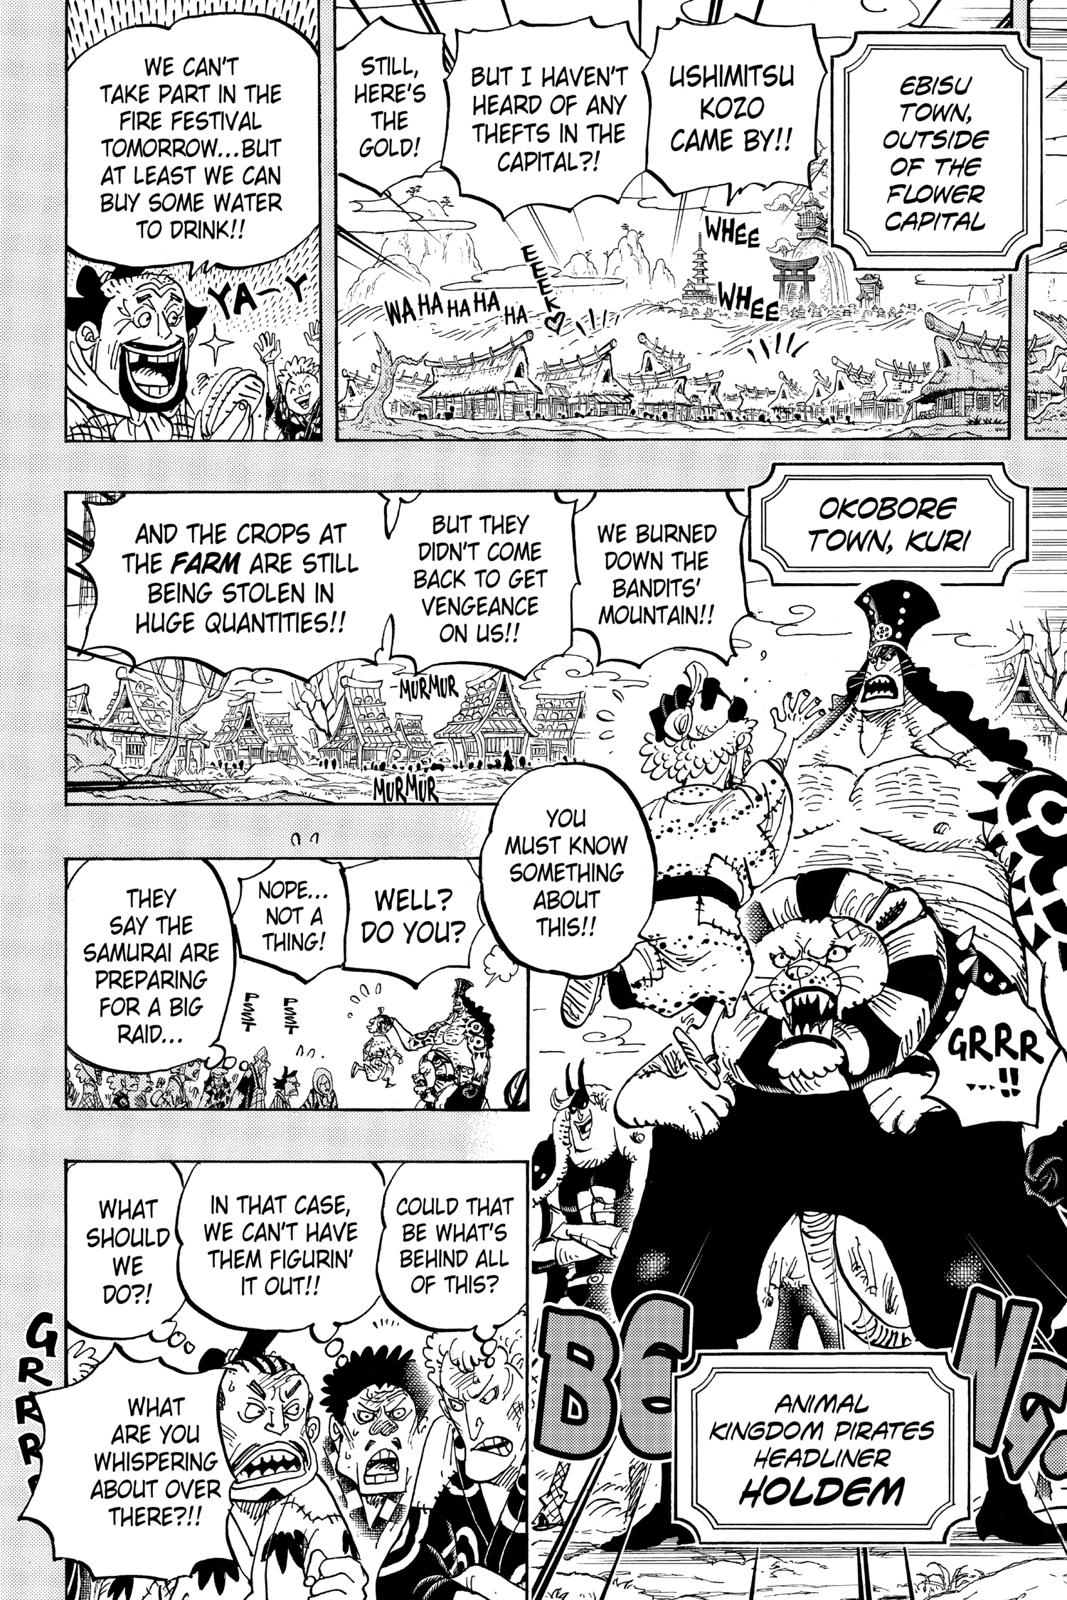 EBISU
TOWN,
OUTSIDE
OF THE
FLOWER
CAPITAL
USHIMITSU
KOZO
CAME BY!!
BUT I HAVEN'T
HEARD OF ANY
THEFTS IN THE
CAPITAL?!
STILL,
HERE'S
THE
GOLD!
WHEE
WHEE
EEEEK♡
WA HA HA HA HA
WE CAN'T
TAKE PART IN THE
FIRE FESTIVAL
TOMORROW...BUT
AT LEAST WE CAN
BUY SOME WATER
TO DRINK!!
YA-Y
OKOBORE
TOWN, KURI
WE BURNED
DOWN THE
BANDITS'
MOUNTAIN!!
BUT THEY
DIDN'T COME
BACK TO GET
VENGEANCE
ON US!!
AND THE CROPS AT
THE FARM ARE STILL
BEING STOLEN IN
HUGE QUANTITIES!!
MURMUR
MURMUR
YOU
MUST KNOW
SOMETHING
ABOUT
THIS!!
GRRR
...!!
WELL?
DO YOU?
NOPE...
NOT A
THING!
THEY
SAY THE
SAMURAI ARE
PREPARING
FOR A BIG
RAID...
PSST
PSST
BENG
ANIMAL
KINGDOM PIRATES
HEADLINER
HOLDEM
COULD THAT
BE WHAT'S
BEHIND ALL
OF THIS?
IN THAT CASE,
WE CAN'T HAVE
THEM FIGURIN'
IT OUT!!
WHAT
SHOULD
WE
DO?!
WHAT
ARE YOU
WHISPERING
ABOUT OVER
THERE?!!
GRRR